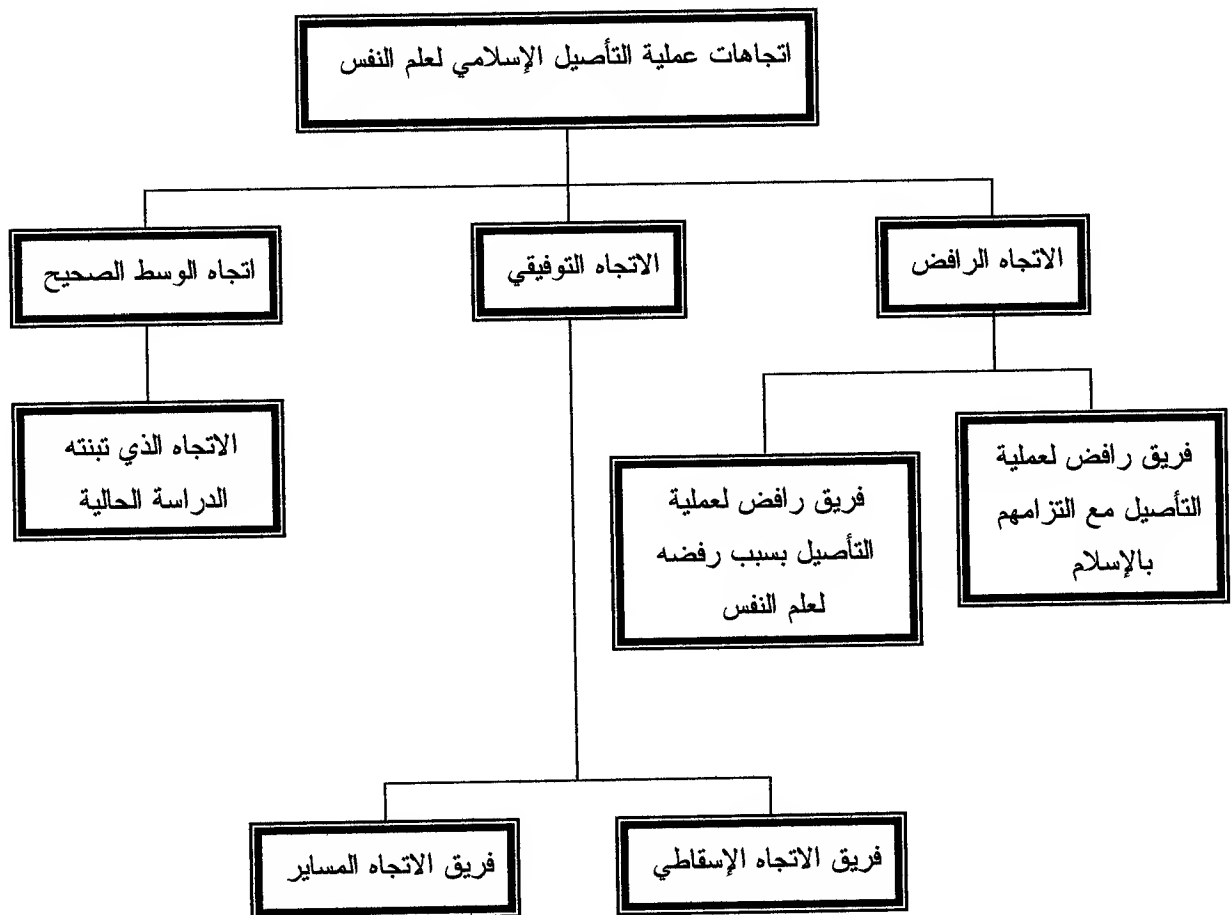 اتجاهات عملية التأصيل الإسلامي لعلم النفس
الاتجاه الرافض
الاتجاه التوفيقي
اتجاه الوسط الصحيح
فريق رافض لعملية
التأصيل مع التزامهم
بالإسلام
فريق رافض لعملية
التأصيل بسبب رفضه
لعلم النفس
الاتجاه الذي تبنته
الدراسة الحالية
فريق الاتجاه الإسقاطي
فريق الاتجاه المساير